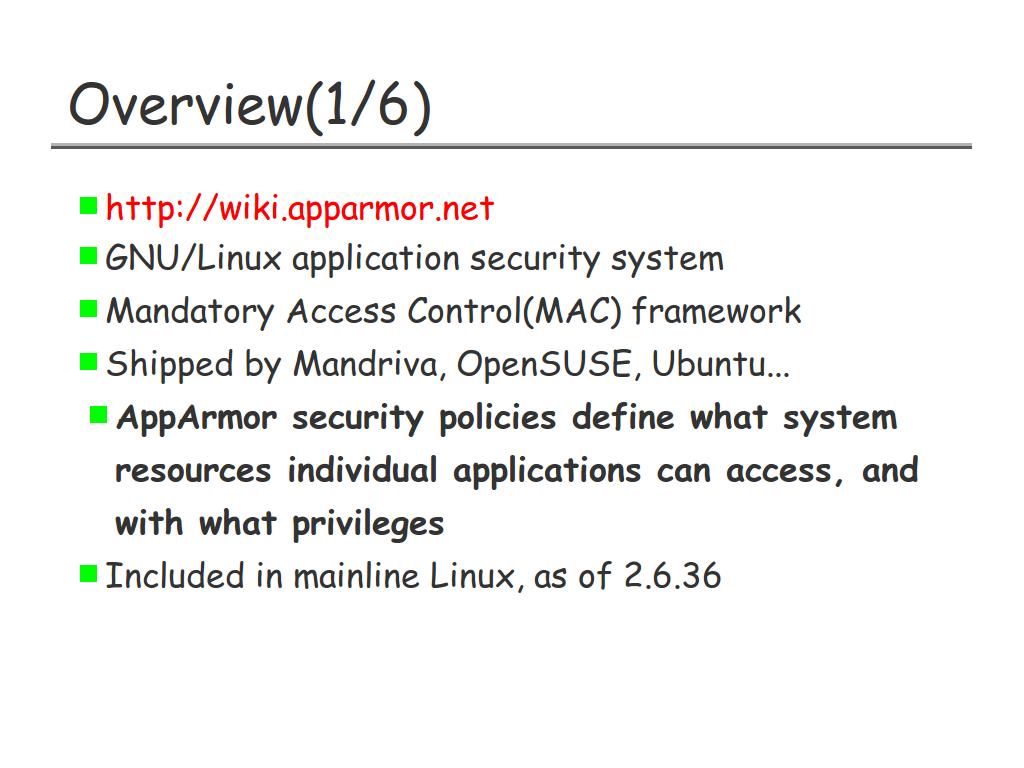 Overview(1/6)
http://wiki.apparmor.net
GNU/Linux application security system
Mandatory Access Control(MAC) framework
Shipped by Mandriva, OpenSUSE, Ubuntu...
AppArmor security policies define what system
resources individual applications can access, and
with what privileges
Included in mainline Linux, as of 2.6.36